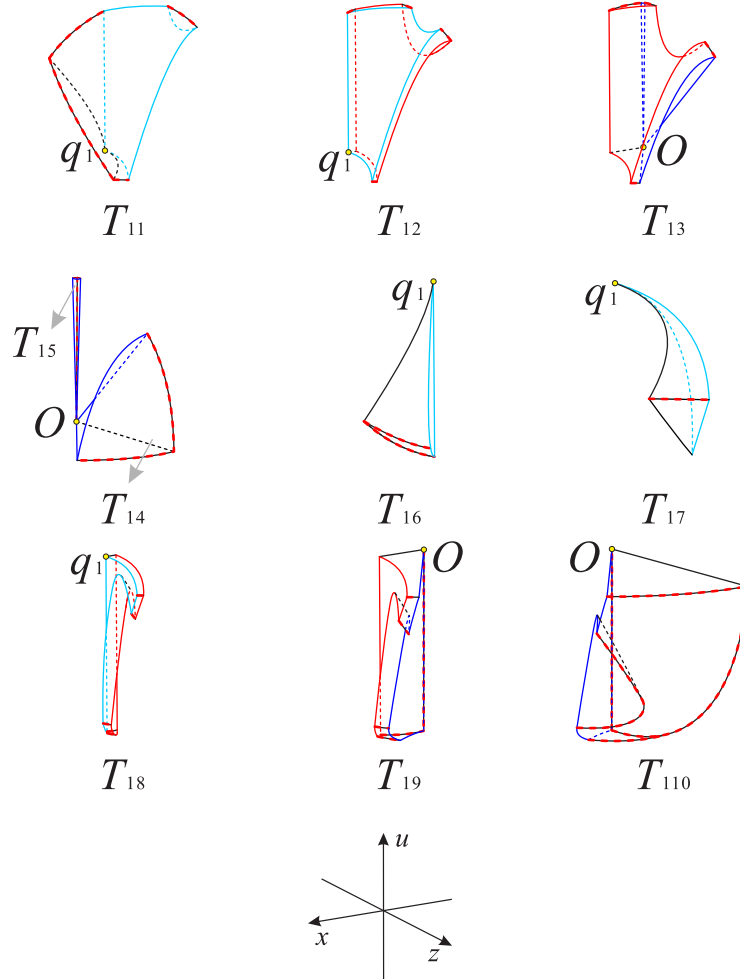 q1 q1 O
T11 T12 T13
q1 q1
T15
O
T14 T16 T17
q1 O O
T18 T19 T110
u
x z